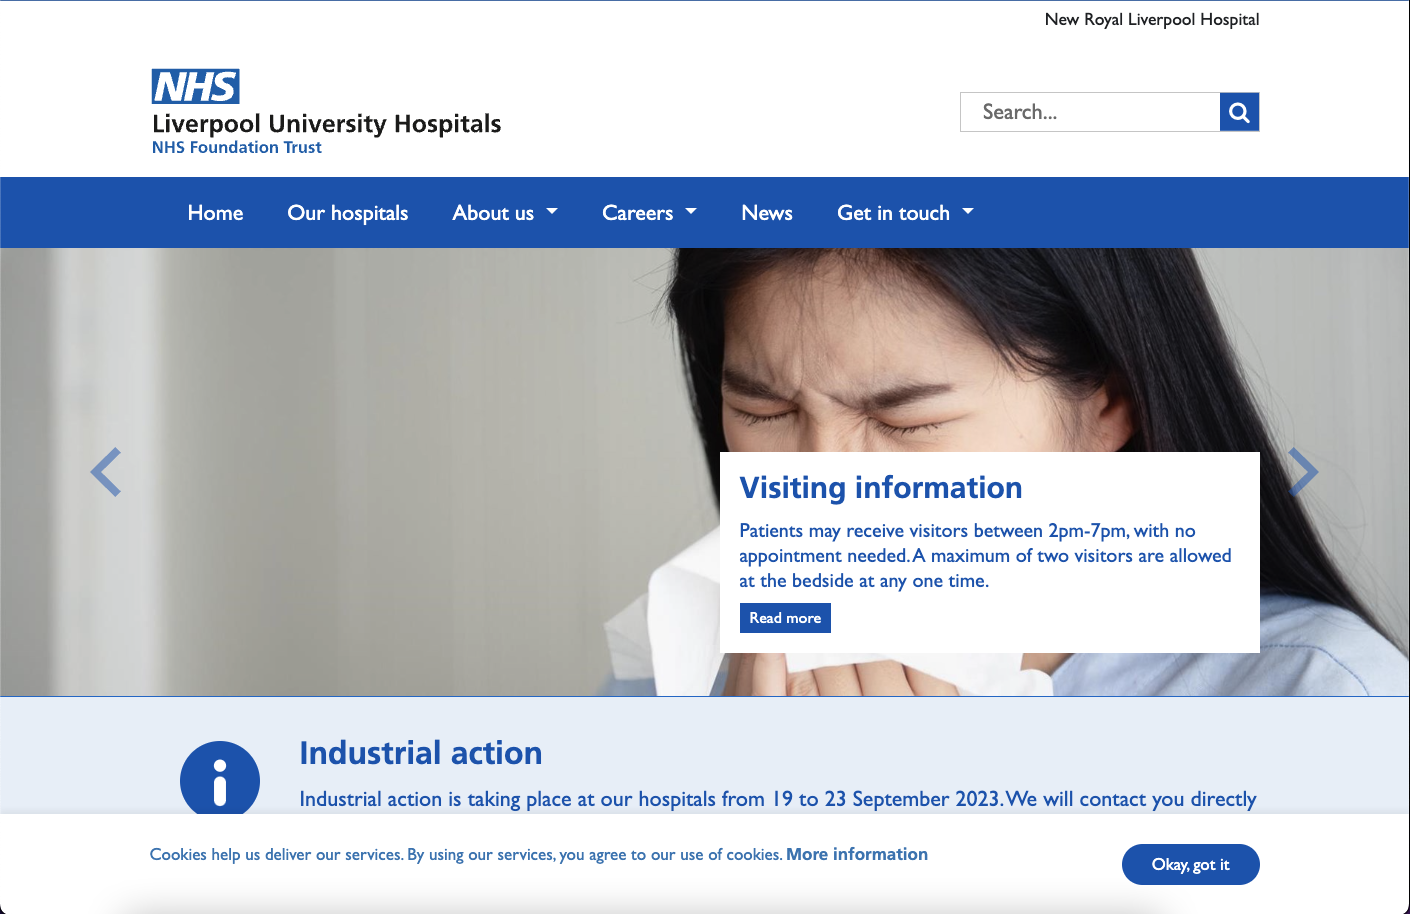 New Royal Liverpool Hospital
NHS
Liverpool University Hospitals
NHS Foundation Trust
Search...
Home
Our hospitals
About us
Careers
News
Get in touch
Visiting information
Patients may receive visitors between 2pm-7pm, with no
appointment needed. A maximum of two visitors are allowed
at the bedside at any one time.
Read more
Industrial action
Industrial action is taking place at our hospitals from 19 to 23 September 2023. We will contact you directly
Cookies help us deliver our services. By using our services, you agree to our use of cookies. More information
Okay, got it